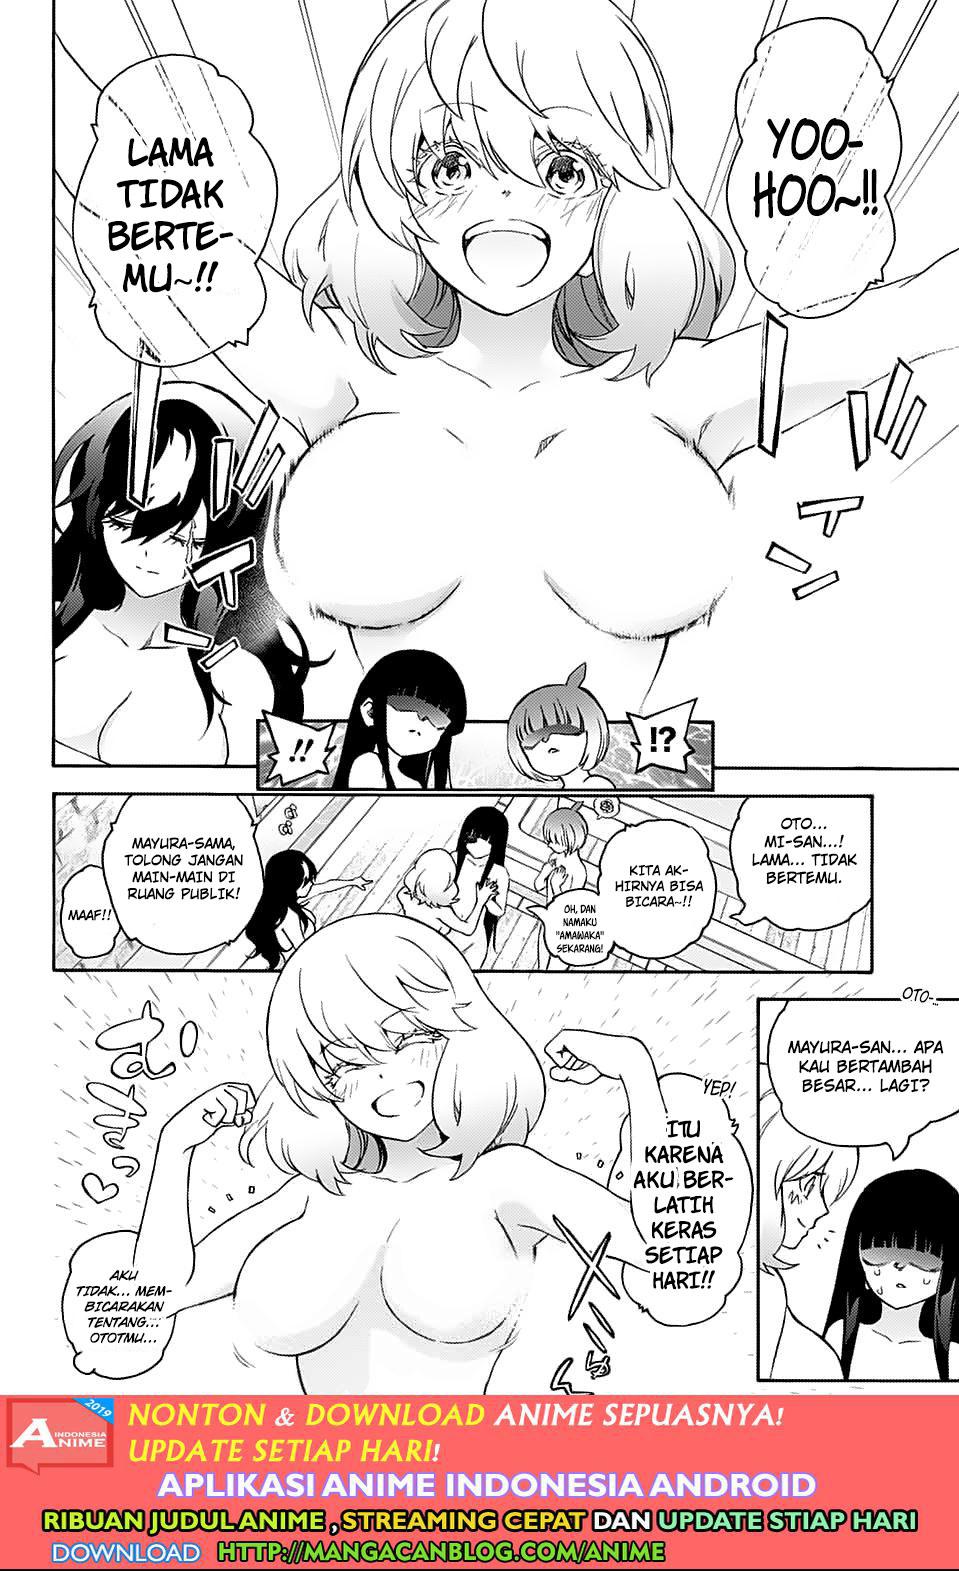 YOO-
HOO~!!
LAMA
TIDAK
BERTE-
MU~!!
!?
!!
OTO...
MI-SAN...!
LAMA... TIDAK
BERTEMU.
KITA AK-
HIRNYA BISA
BICARA~!!
OH, DAN
NAMAKU
"AMAWAKA"
SEKARANG!
MAYURA-SAMA,
TOLONG JANGAN
MAIN-MAIN DI
RUANG PUBLIK!
MAAF!!
OTO-...
MAYURA-SAN... APA
KAU BERTAMBAH
BESAR... LAGI?
YEP!
ITU
KARENA
AKU BER-
LATIH
KERAS
SETIAP
HARI!!
むきっ♡
AKU
TIDAK... MEM-
BICARAKAN
TENTANG...
OTOTMU...
2019
INDONESIA
ANIME
NONTON & DOWNLOAD ANIME SEPUASNYA!
UPDATE SETIAP HARI!
APLIKASI ANIME INDONESIA ANDROID
RIBUAN JUDUL ANIME , STREAMING CEPAT DAN UPDATE STIAP HARI
DOWNLOAD HTTP://MANGACANBLOG.COM/ANIME